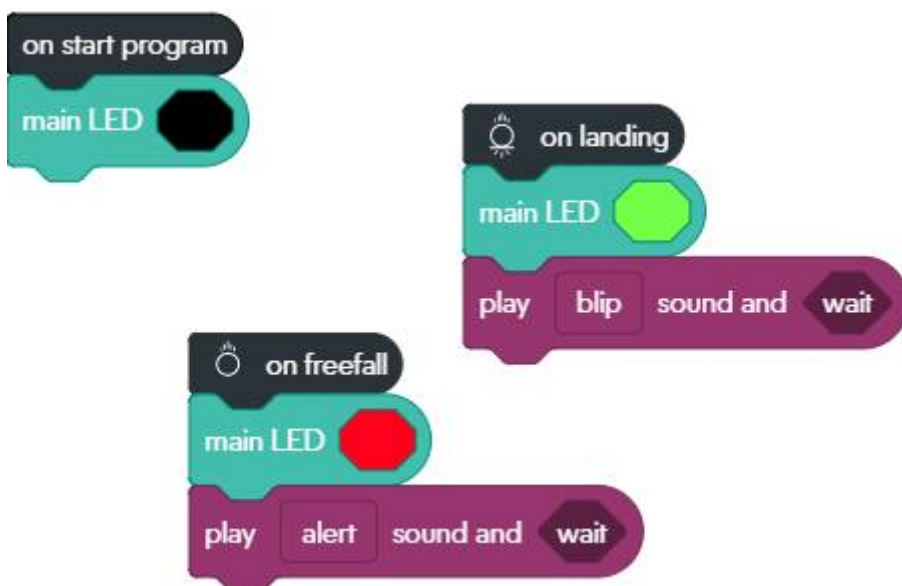 on start program
main LED
on landing
main LED
play blip sound and wait
on freefall
main LED
play alert sound and wait